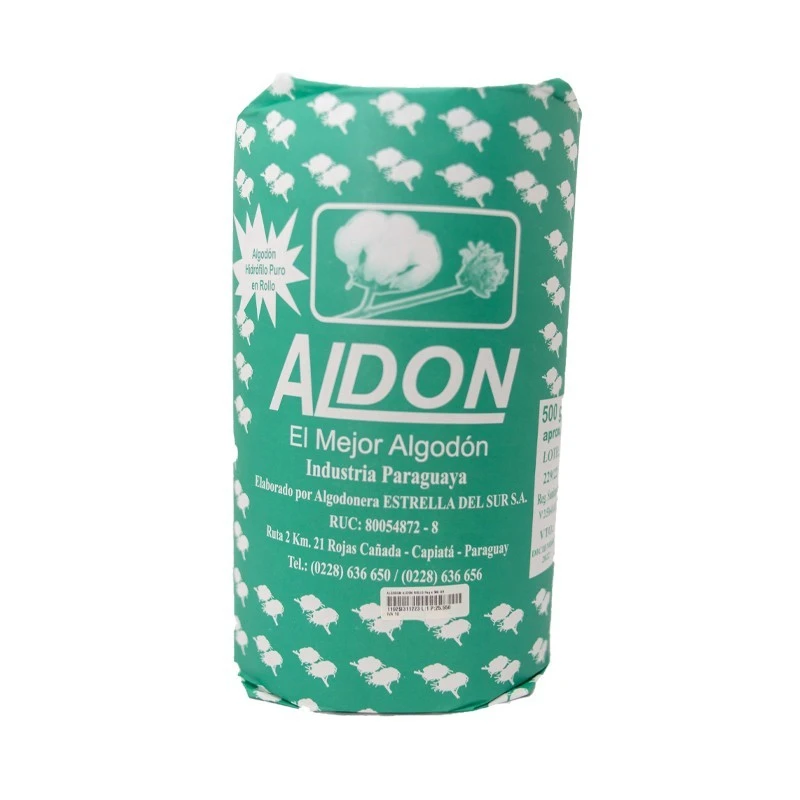 Algodón
Hidrófilo Puro
en Rollo
ALDON
El Mejor Algodón
Industria Paraguaya
Elaborado por Algodonera ESTRELLA DEL SUR S.A.
RUC: 80054872 - 8
Ruta 2 Km. 21 Rojas Cañada - Capiatá - Paraguay
Tel.: (0228) 636 650 / (0228) 636 656
500